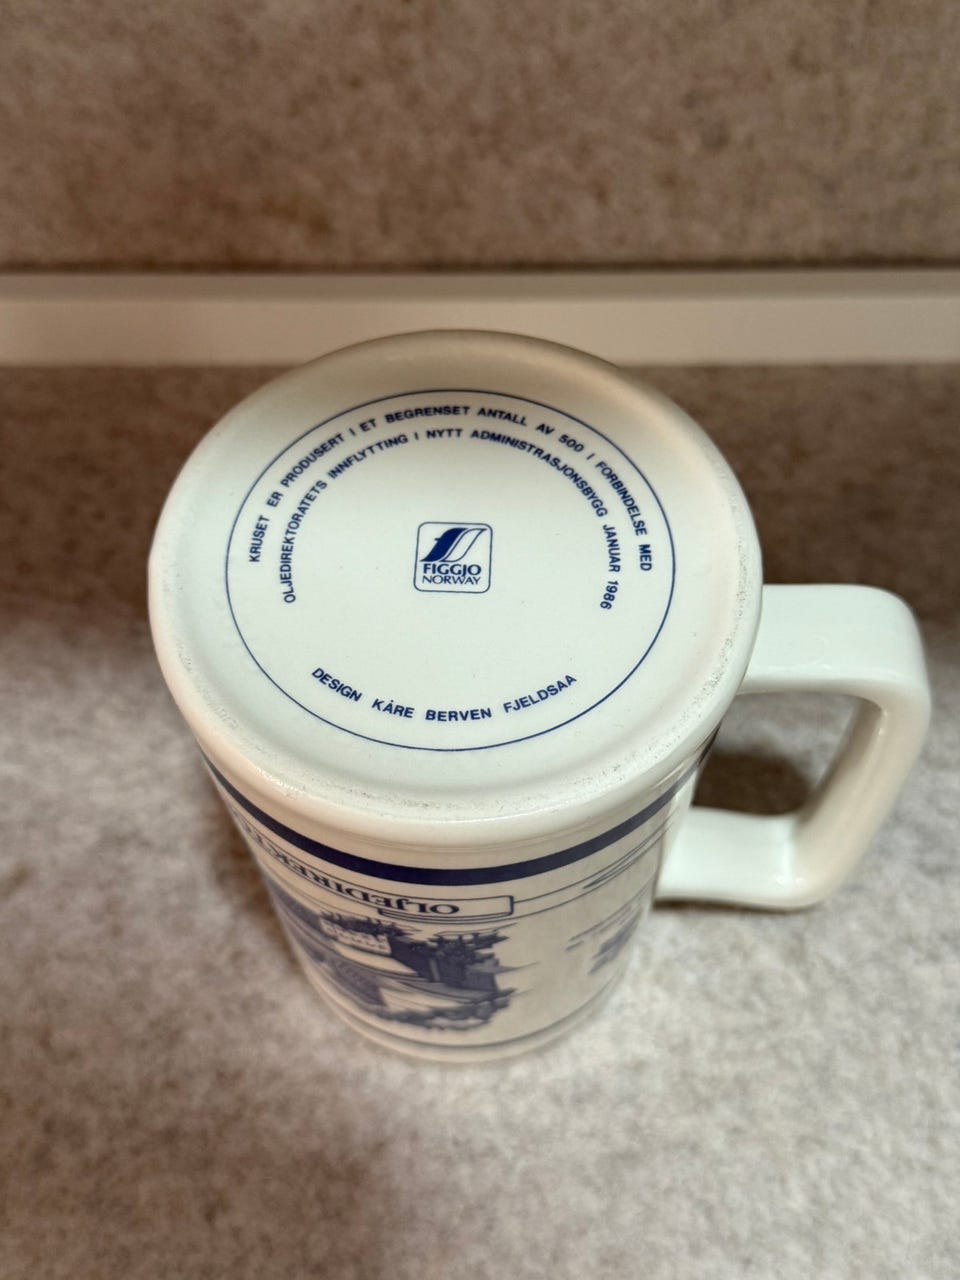 KRUSET ER PRODUSERT I ET BEGRENSET ANTALL AV 500 I FORBINDELSE MED
OLJEDIREKTORATETS INNFLYTTING I NYTT ADMINISTRASJONSBYGG JANUAR 1986
FIGGJO
NORWAY
DESIGN KÅRE BERVEN FJELDSAA